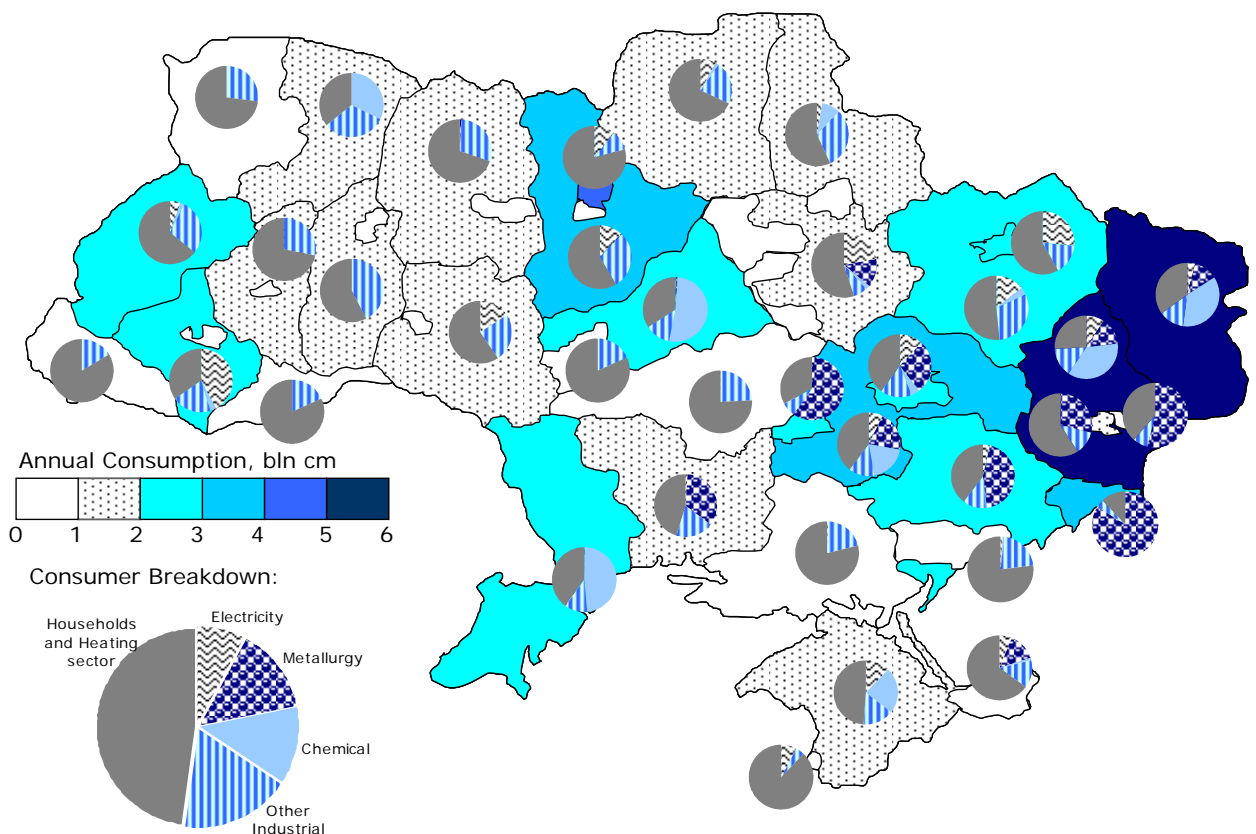 Annual Consumption, bln cm
0 1 2 3 4 5 6
Consumer Breakdown:
Households
and Heating
sector
Electricity
Metallurgy
Chemical
Other
Industrial